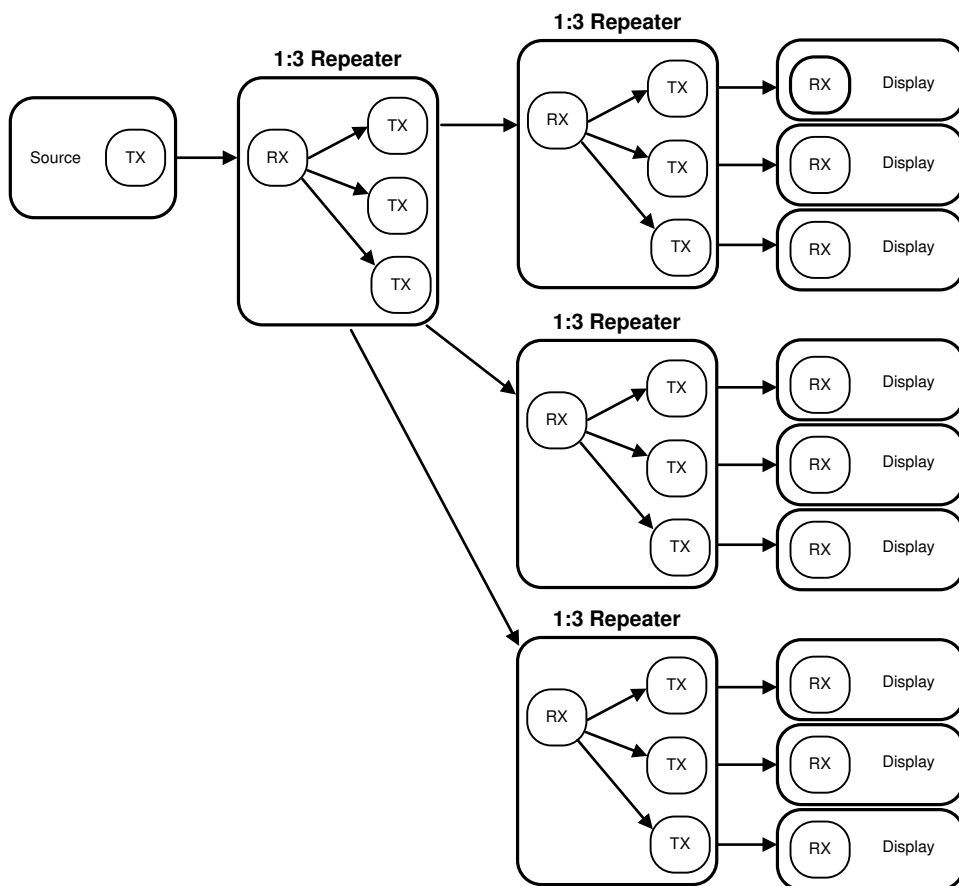 1:3 Repeater
1:3 Repeater
Source
TX
RX
TX
TX
TX
RX
TX
TX
TX
RX
Display
RX
Display
RX
Display
1:3 Repeater
RX
TX
TX
TX
RX
Display
RX
Display
RX
Display
1:3 Repeater
RX
TX
TX
TX
RX
Display
RX
Display
RX
Display